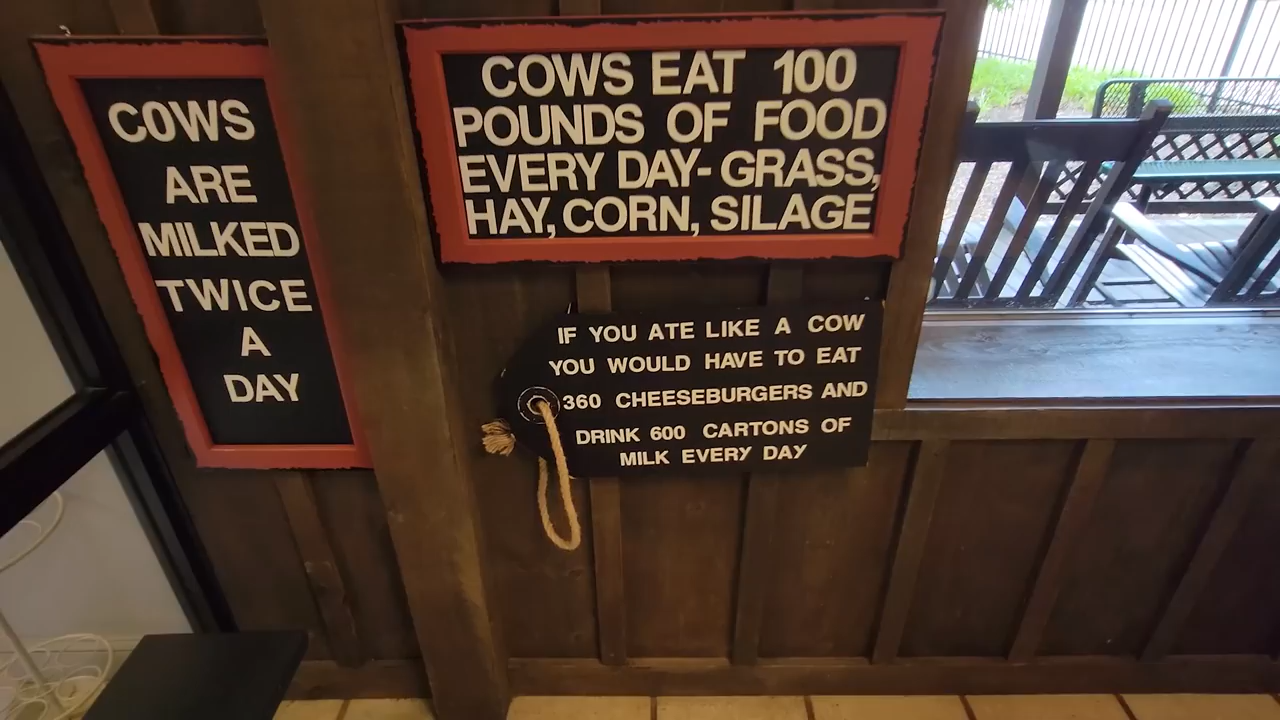 COWS
ARE
MILKED
TWICE
A
DAY
COWS EAT 100
POUNDS OF FOOD
EVERY DAY- GRASS,
HAY, CORN, SILAGE
IF YOU ATE LIKE A COW
YOU WOULD HAVE TO EAT
360 CHEESEBURGERS AND
DRINK 600 CARTONS OF
MILK EVERY DAY